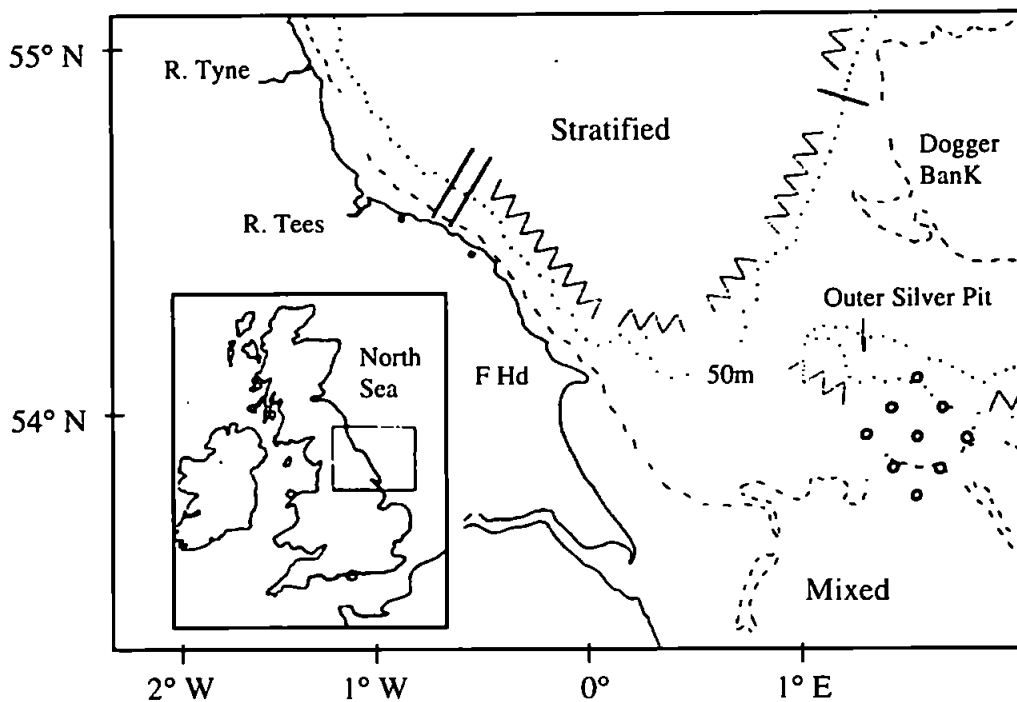 55° N
R. Tyne
Stratified
Dogger
BanK
R. Tees
Outer Silver Pit
North
Sea
F Hd
50m
54° N
Mixed
2° W
1° W
0°
1° E